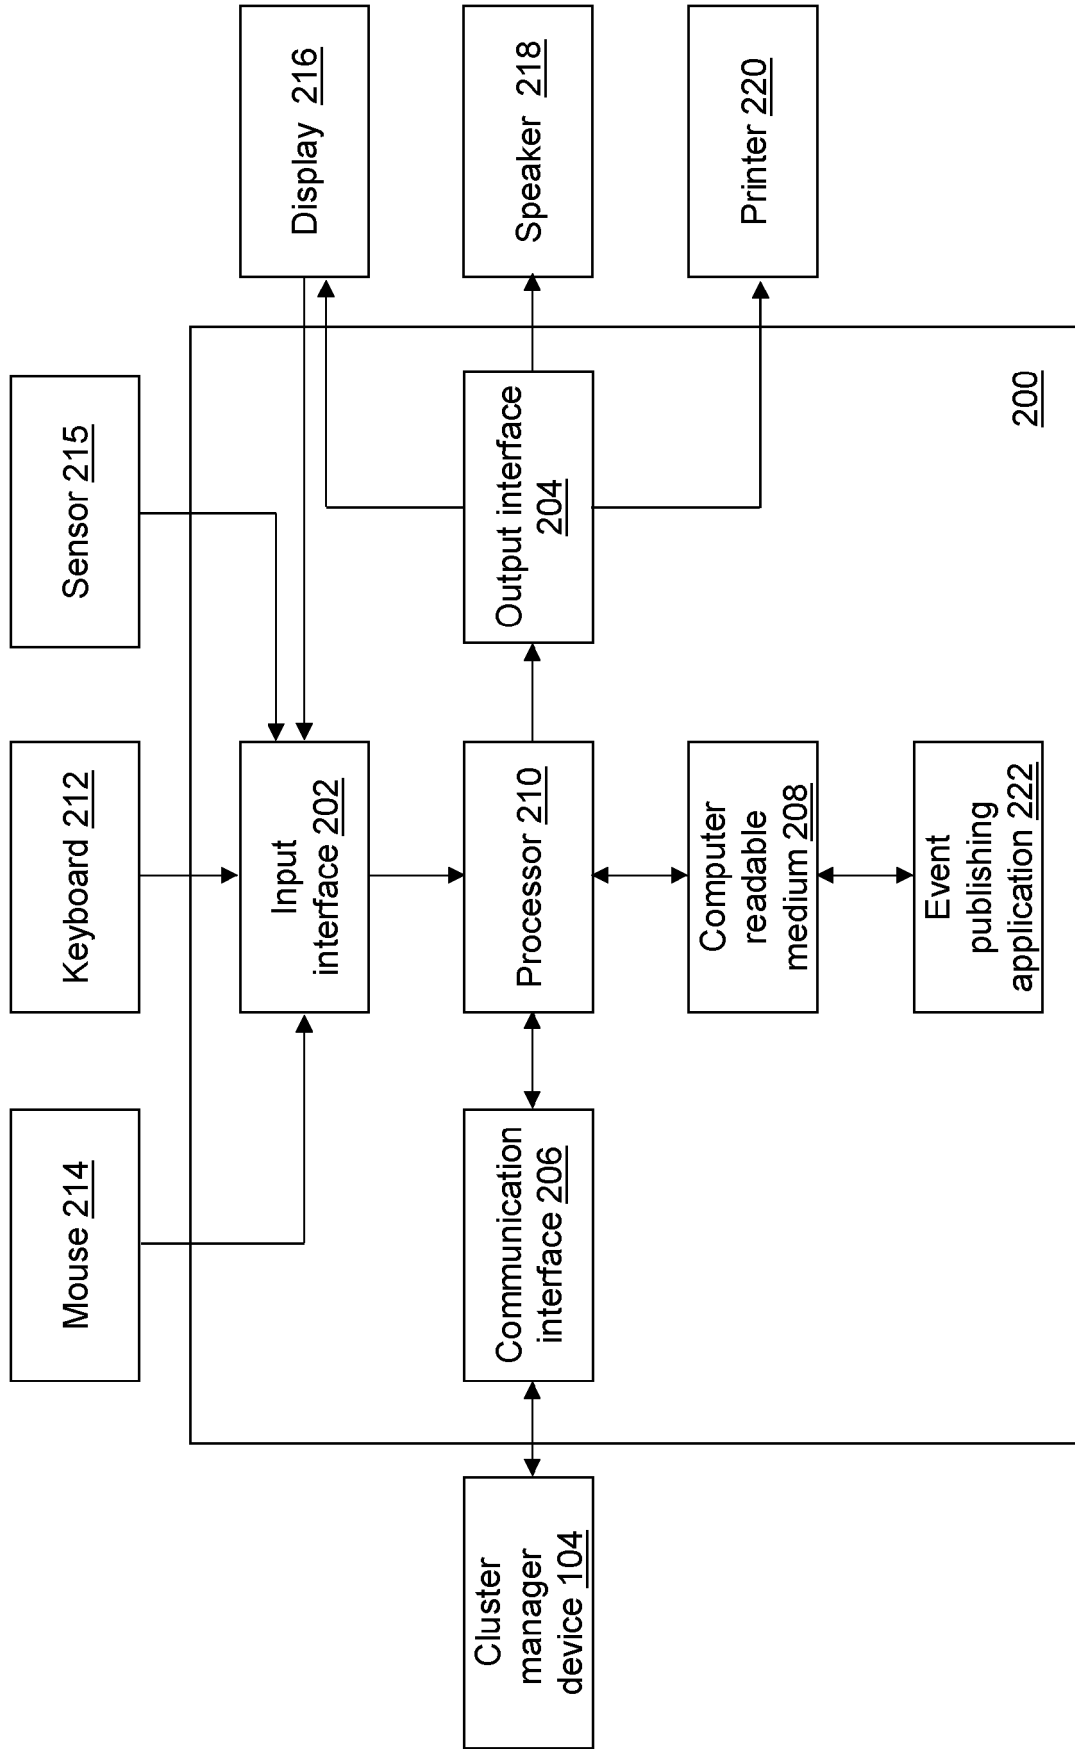 Mouse 214
Keyboard 212
Sensor 215
Input
interface 202
Display 216
Cluster
manager
device 104
Communication
interface 206
Processor 210
Output interface
204
Speaker 218
Computer
readable
medium 208
Printer 220
Event
publishing
application 222
200